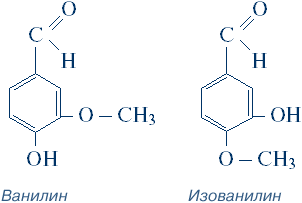 O O
C C
H H
O – CH₃ OH
OH O – CH₃
Ванилин Изованилин